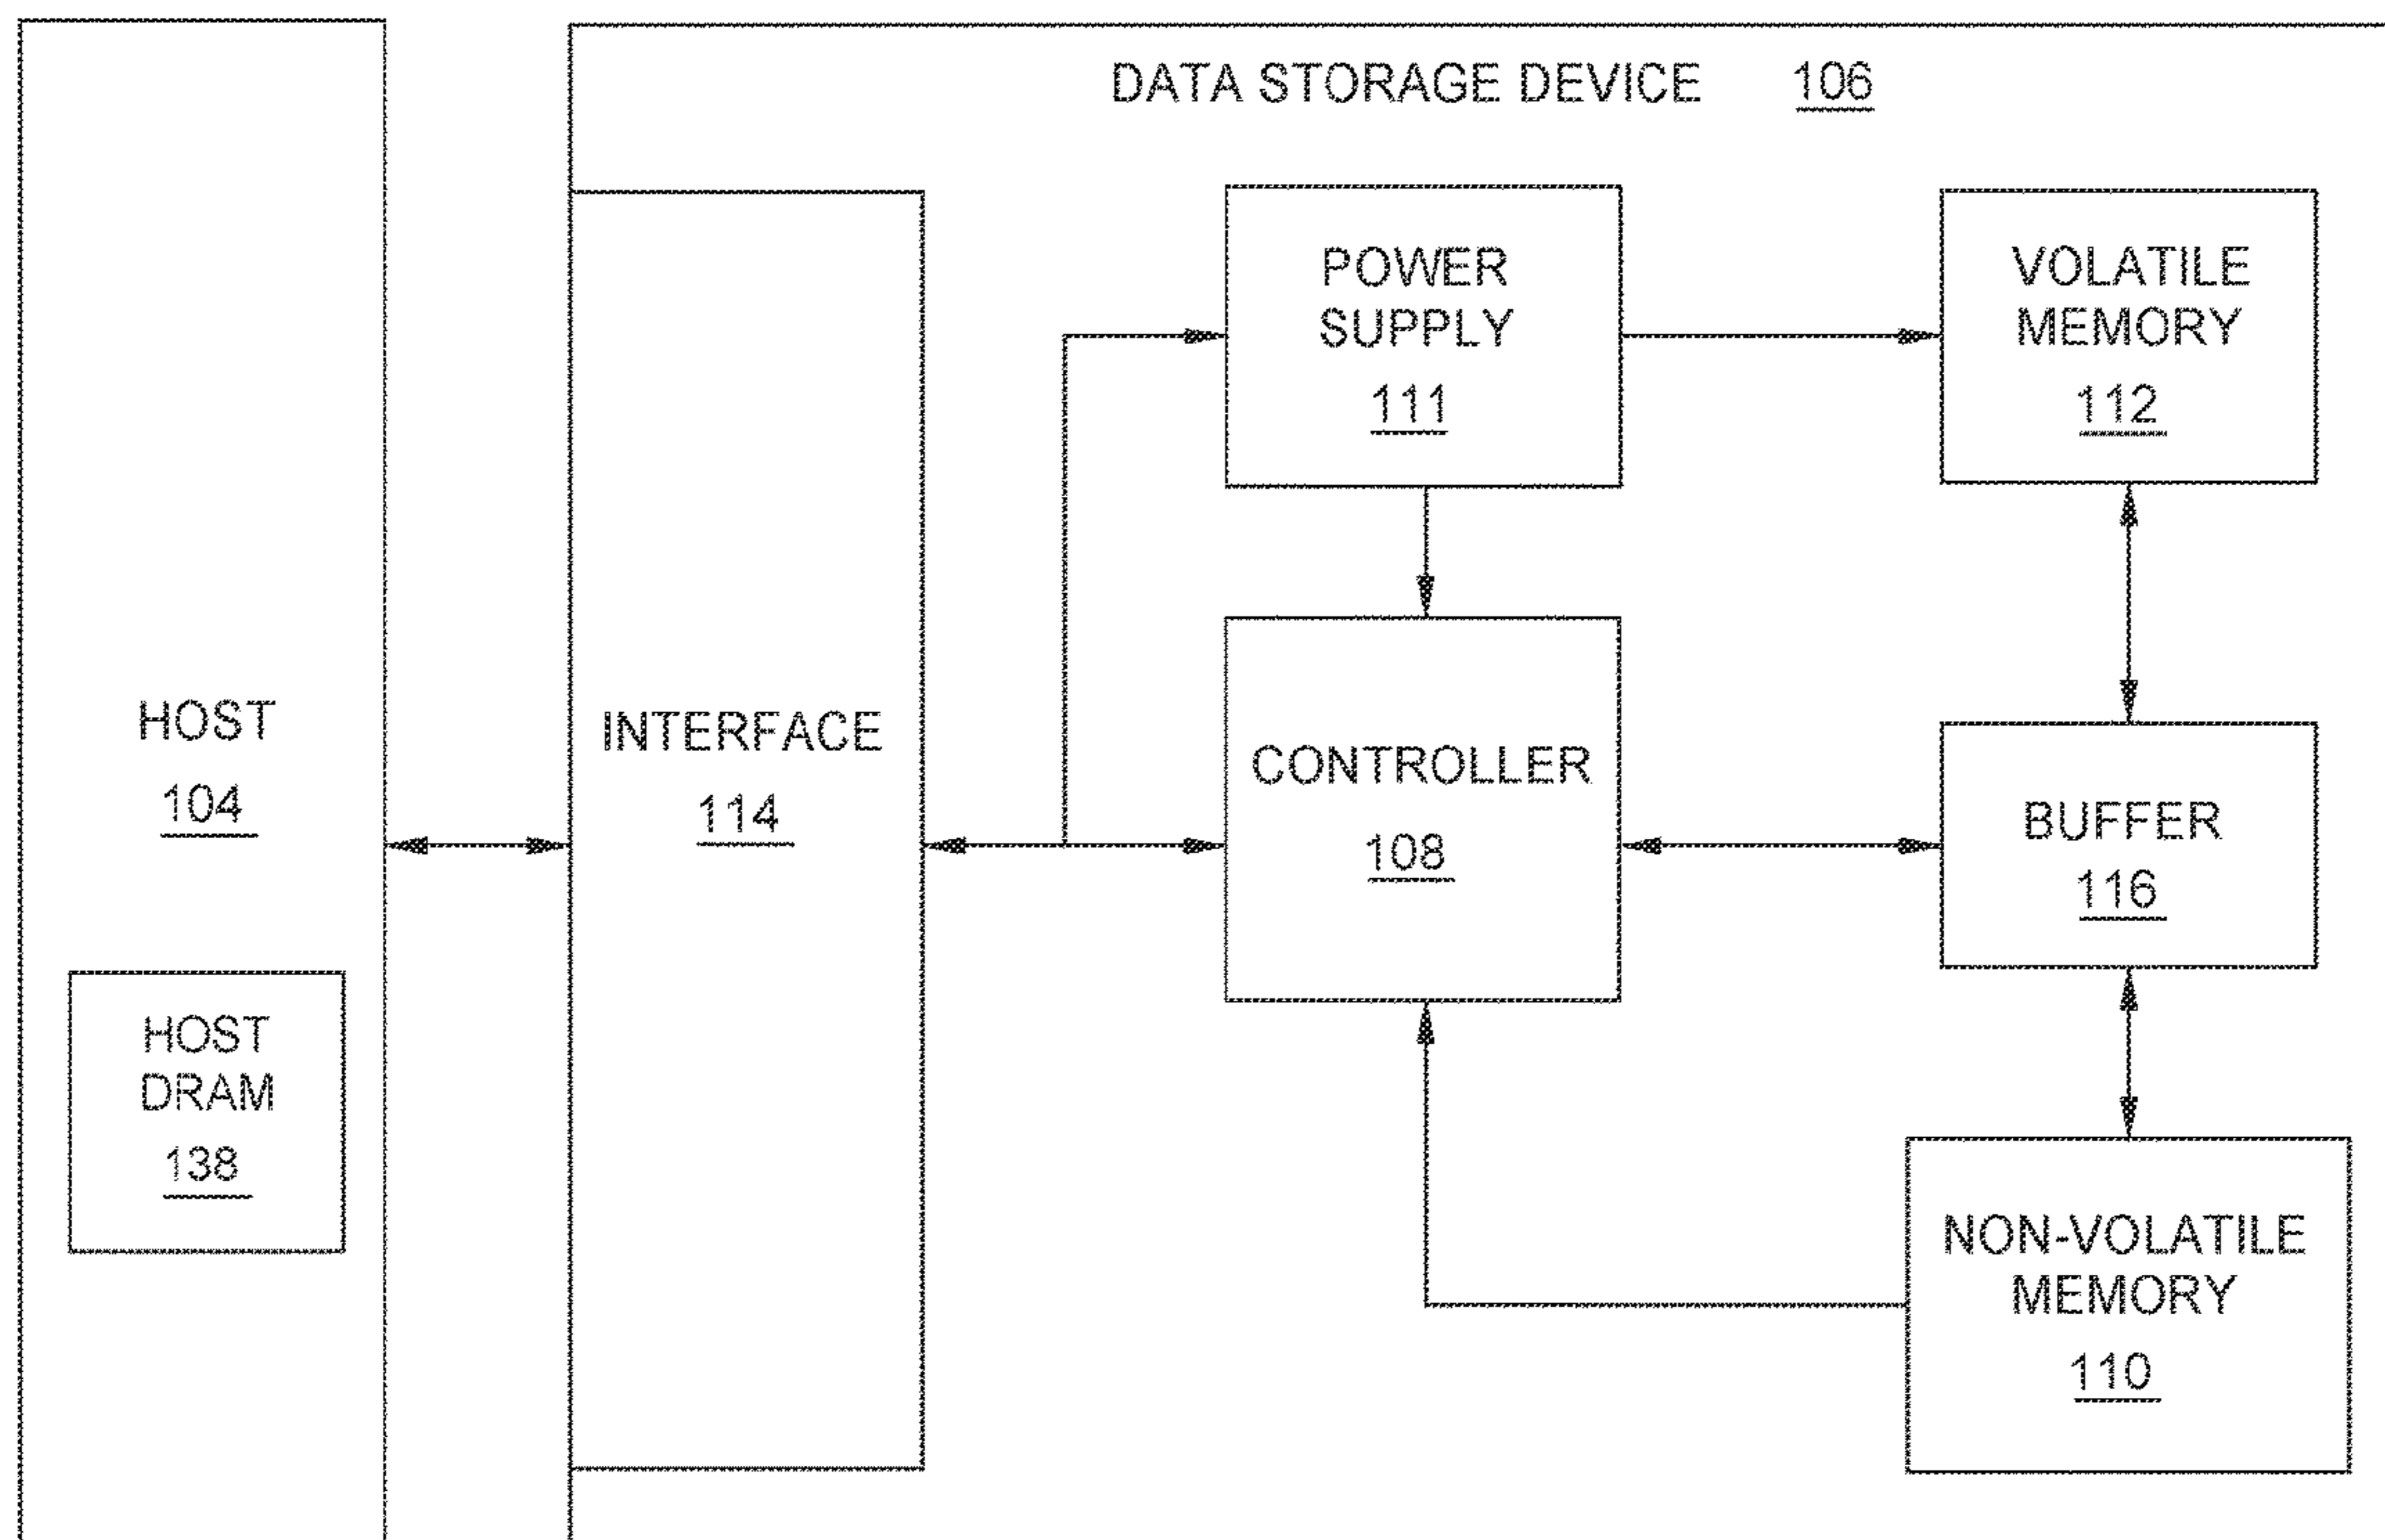 DATA STORAGE DEVICE 106
HOST
104
HOST
DRAM
138
INTERFACE
114
POWER
SUPPLY
111
VOLATILE
MEMORY
112
CONTROLLER
108
BUFFER
116
NON-VOLATILE
MEMORY
110